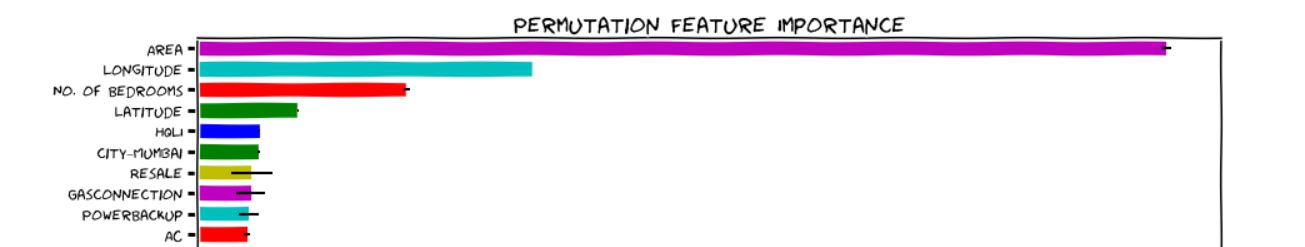 PERMUTATION FEATURE IMPORTANCE
AREA
LONGITUDE
NO. OF BEDROOMS
LATITUDE
HQLI
CITY-MUMBAI
RESALE
GASCONNECTION
POWERBACKUP
AC